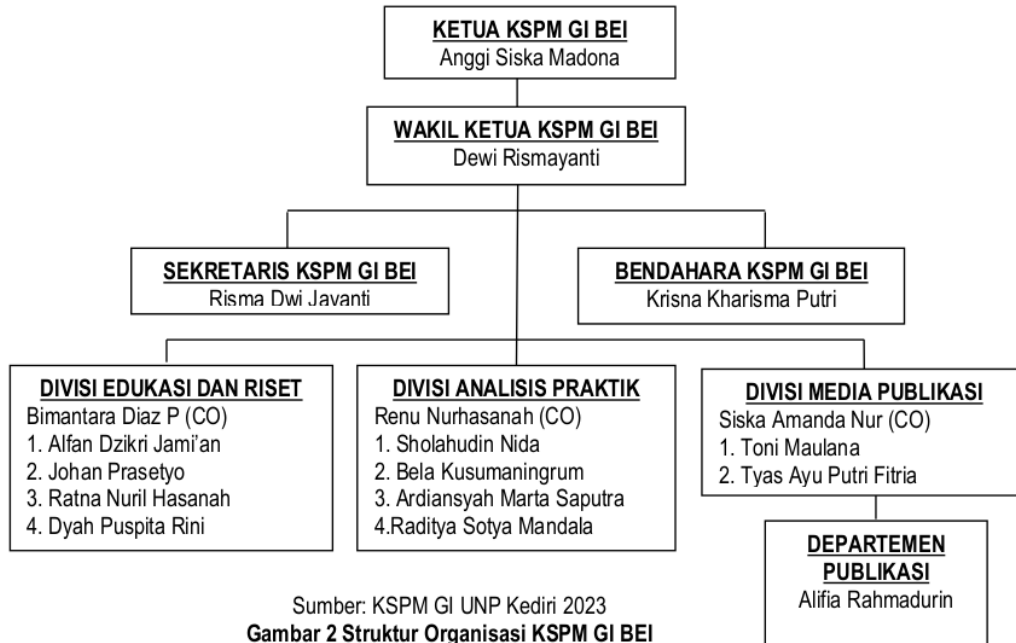 KETUA KSPM GI BEI
Anggi Siska Madona
WAKIL KETUA KSPM GI BEI
Dewi Rismayanti
SEKRETARIS KSPM GI BEI
Risma Dwi Jayanti
BENDAHARA KSPM GI BEI
Krisna Kharisma Putri
DIVISI EDUKASI DAN RISET
Bimantara Diaz P (CO)
1. Alfan Dzikri Jami’an
2. Johan Prasetyo
3. Ratna Nuril Hasanah
4. Dyah Puspita Rini
DIVISI ANALISIS PRAKTIK
Renu Nurhasanah (CO)
1. Sholahudin Nida
2. Bela Kusumaningrum
3. Ardiansyah Marta Saputra
4.Raditya Sotya Mandala
DIVISI MEDIA PUBLIKASI
Siska Amanda Nur (CO)
1. Toni Maulana
2. Tyas Ayu Putri Fitria
DEPARTEMEN
PUBLIKASI
Alifia Rahmadurin
Sumber: KSPM GI UNP Kediri 2023
Gambar 2 Struktur Organisasi KSPM GI BEI